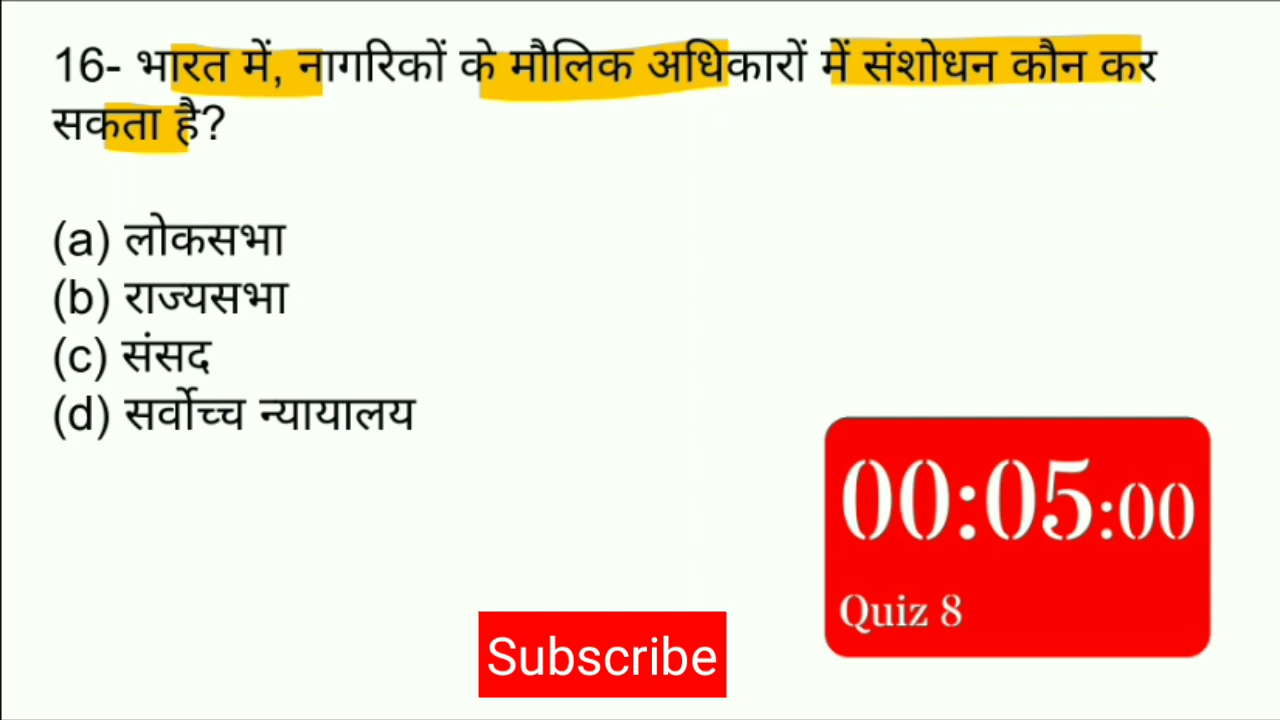 16- भारत में, नागरिकों के मौलिक अधिकारों में संशोधन कौन कर
सकता है?
(a) लोकसभा
(b) राज्यसभा
(c) संसद
(d) सर्वोच्च न्यायालय
00:05:00
Quiz 8
Subscribe